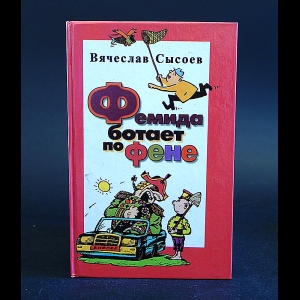 Вячеслав Сысоев
Фемида
ботает
по фене